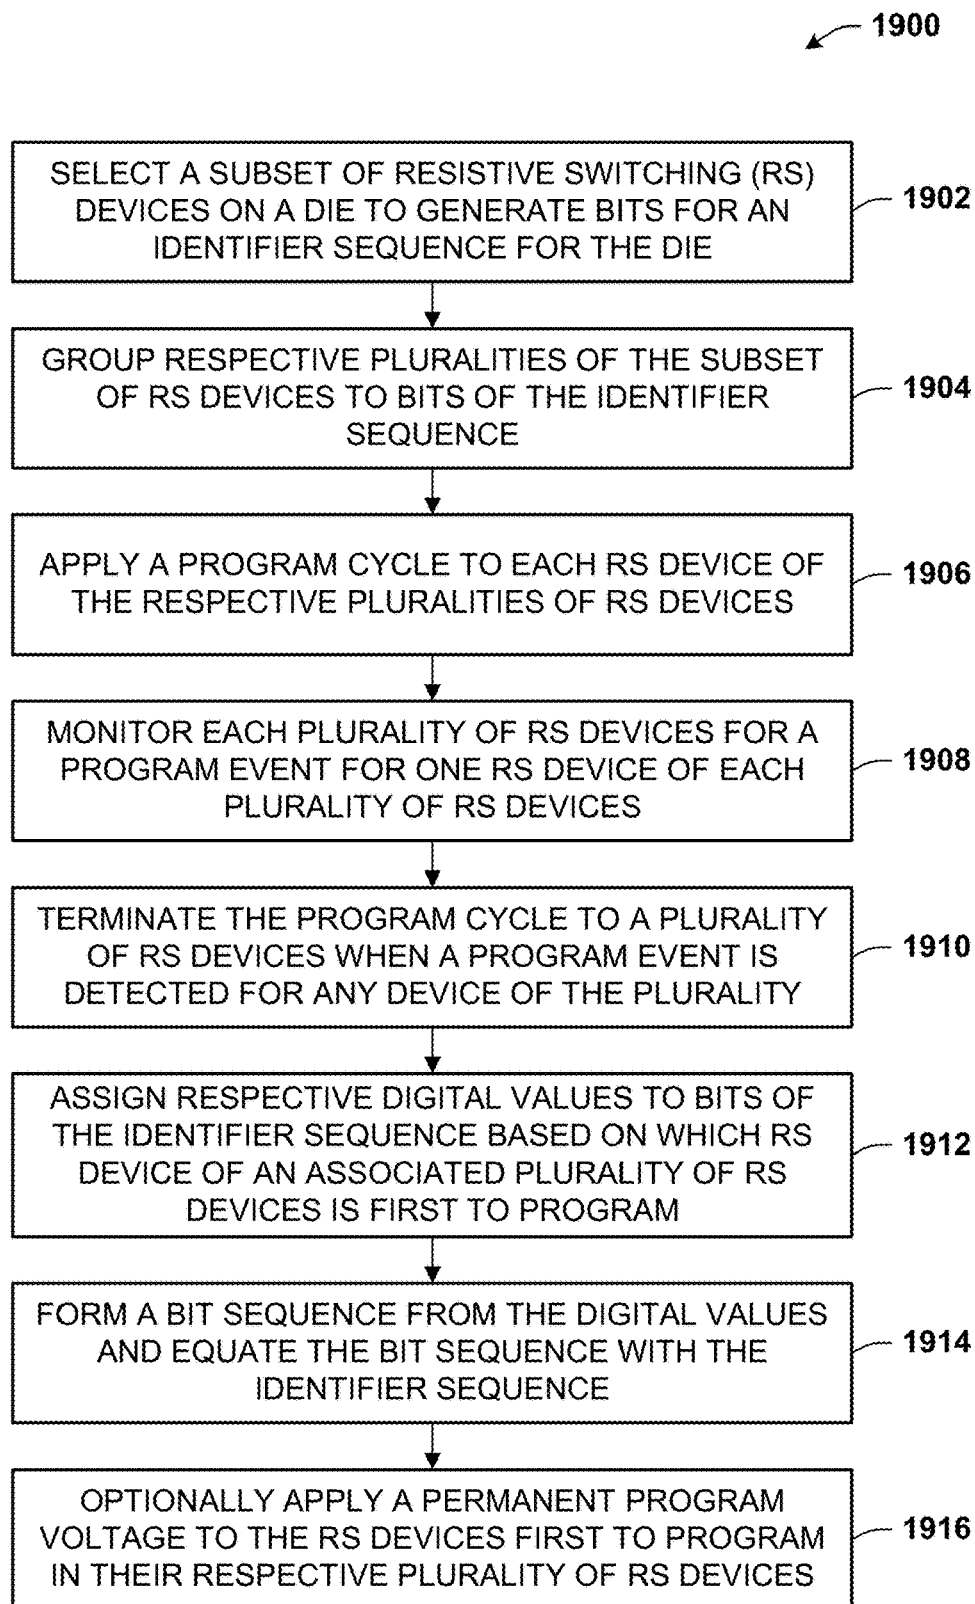 1900
SELECT A SUBSET OF RESISTIVE SWITCHING (RS)
DEVICES ON A DIE TO GENERATE BITS FOR AN
IDENTIFIER SEQUENCE FOR THE DIE
1902
GROUP RESPECTIVE PLURALITIES OF THE SUBSET
OF RS DEVICES TO BITS OF THE IDENTIFIER
SEQUENCE
1904
APPLY A PROGRAM CYCLE TO EACH RS DEVICE OF
THE RESPECTIVE PLURALITIES OF RS DEVICES
1906
MONITOR EACH PLURALITY OF RS DEVICES FOR A
PROGRAM EVENT FOR ONE RS DEVICE OF EACH
PLURALITY OF RS DEVICES
1908
TERMINATE THE PROGRAM CYCLE TO A PLURALITY
OF RS DEVICES WHEN A PROGRAM EVENT IS
DETECTED FOR ANY DEVICE OF THE PLURALITY
1910
ASSIGN RESPECTIVE DIGITAL VALUES TO BITS OF
THE IDENTIFIER SEQUENCE BASED ON WHICH RS
DEVICE OF AN ASSOCIATED PLURALITY OF RS
DEVICES IS FIRST TO PROGRAM
1912
FORM A BIT SEQUENCE FROM THE DIGITAL VALUES
AND EQUATE THE BIT SEQUENCE WITH THE
IDENTIFIER SEQUENCE
1914
OPTIONALLY APPLY A PERMANENT PROGRAM
VOLTAGE TO THE RS DEVICES FIRST TO PROGRAM
IN THEIR RESPECTIVE PLURALITY OF RS DEVICES
1916